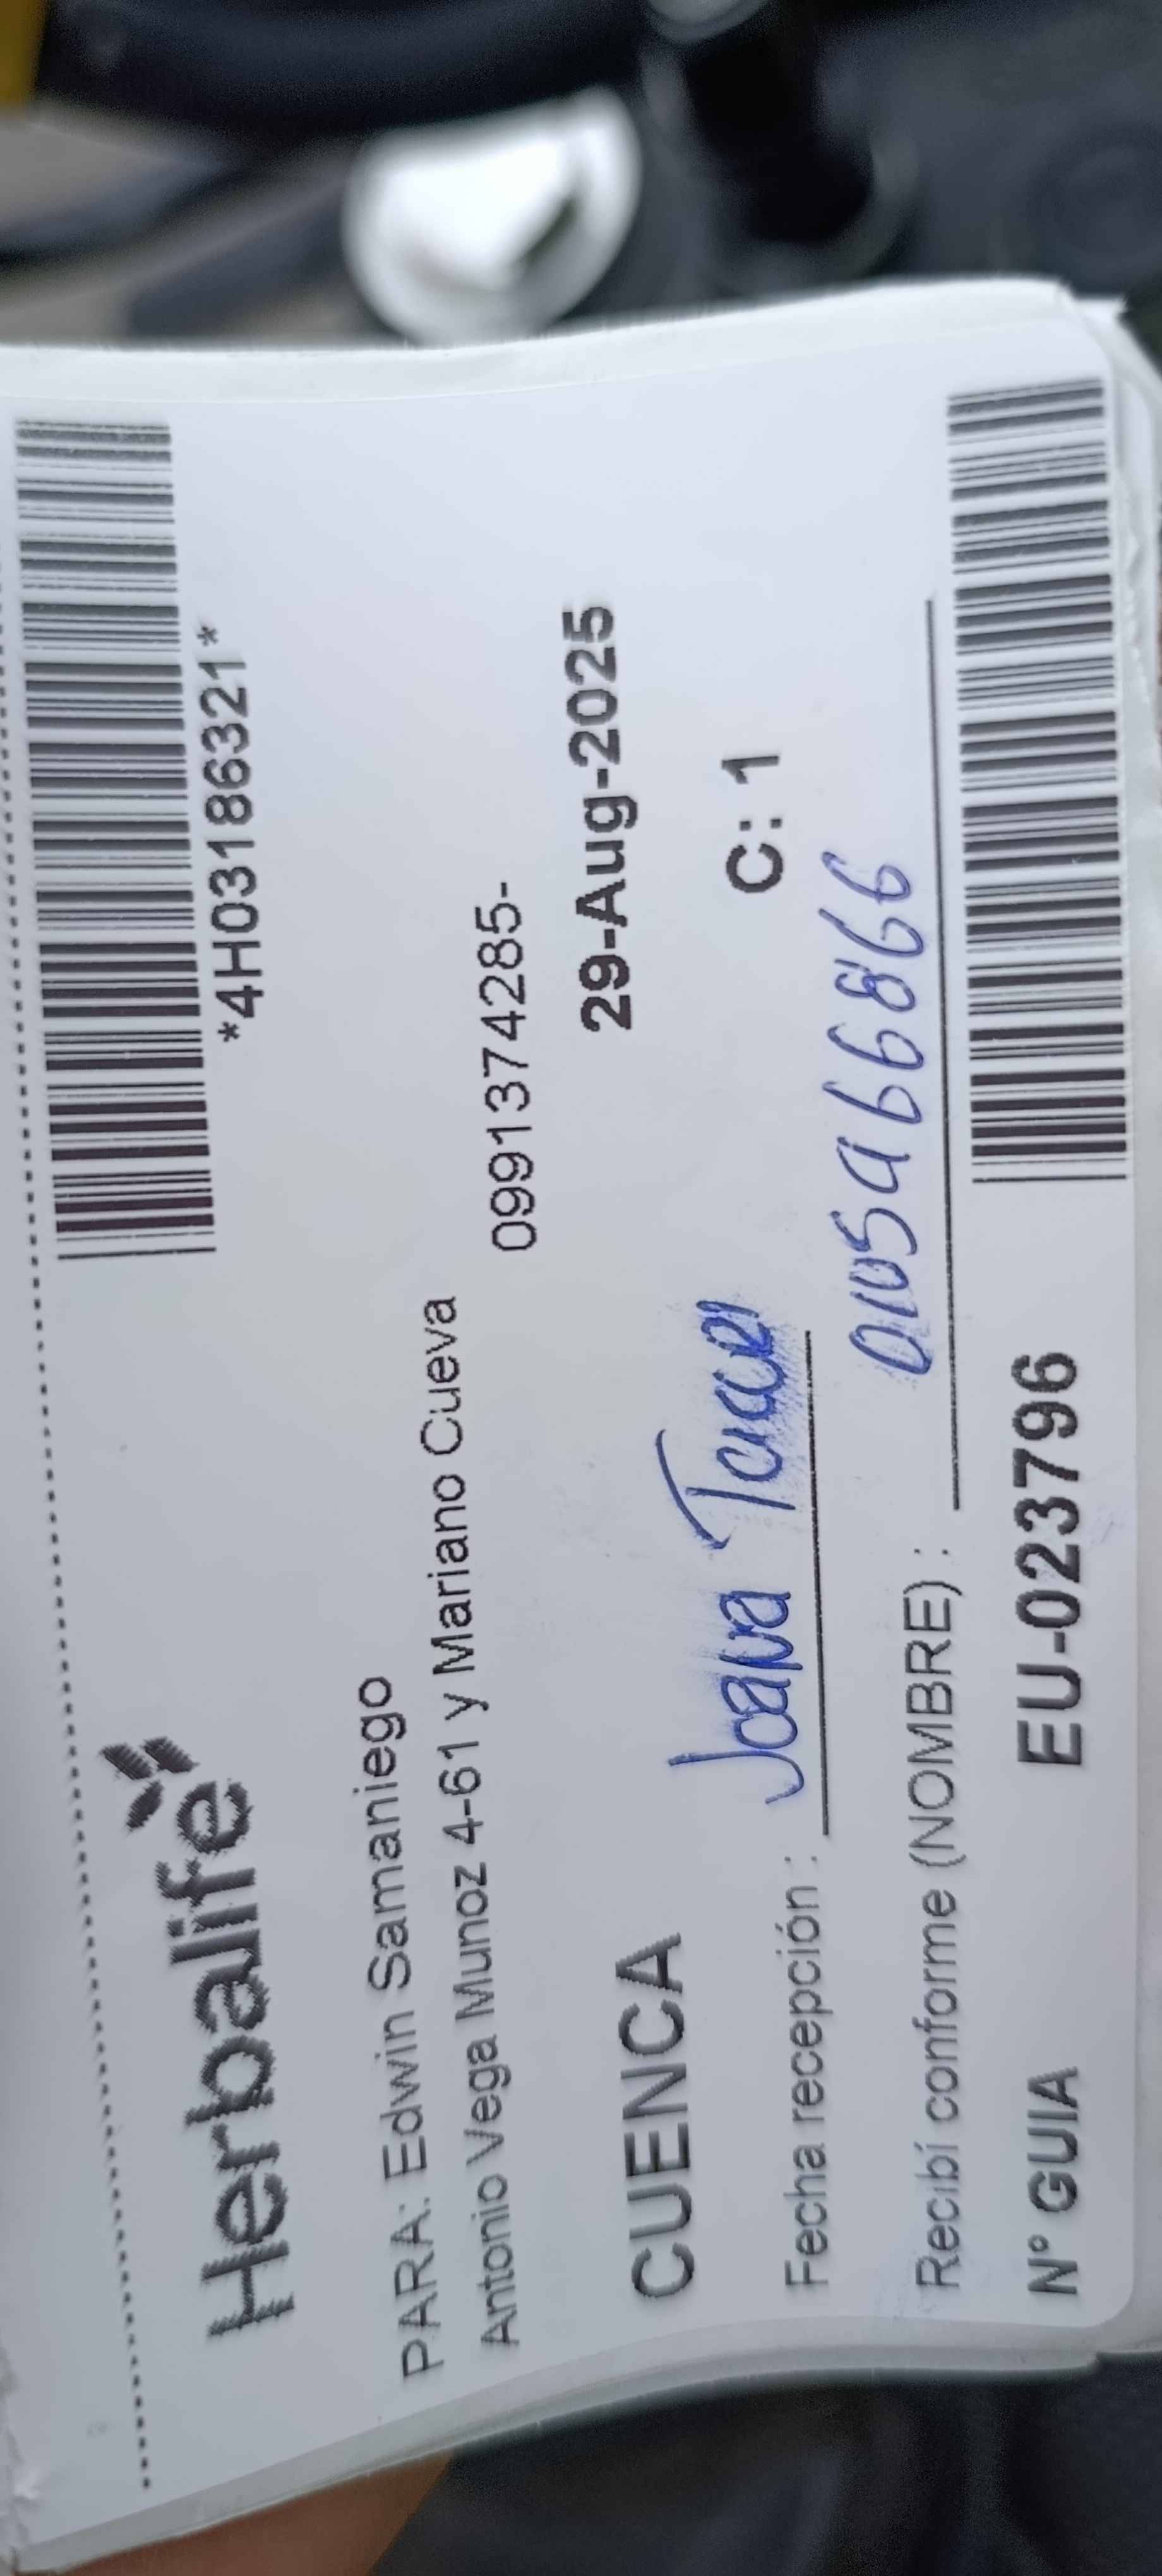 *4H03186321*
Herbalife
PARA: Edwin Samaniego
Antonio Vega Munoz 4-61 y Mariano Cueva
0991374285-
29-Aug-2025
CUENCA
C: 1
Fecha recepción : Joana
Recibí conforme (NOMBRE) :
N° GUIA EU-023796